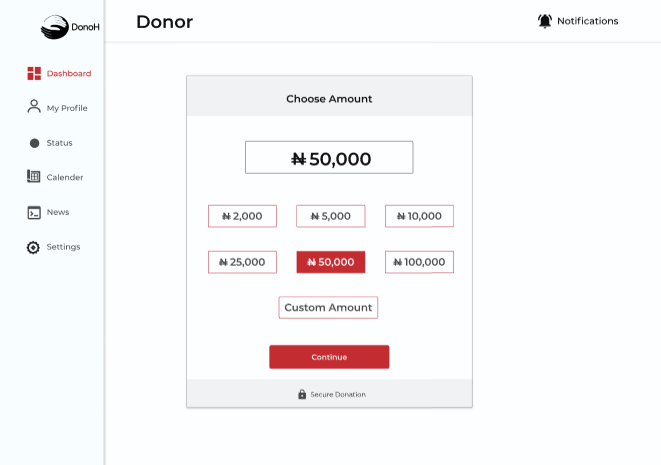 DonoH
Donor
Notifications
Dashboard
My Profile
Status
Calender
News
Settings
Choose Amount
₦ 50,000
₦ 2,000
₦ 5,000
₦ 10,000
₦ 25,000
₦ 50,000
₦ 100,000
Custom Amount
Continue
Secure Donation